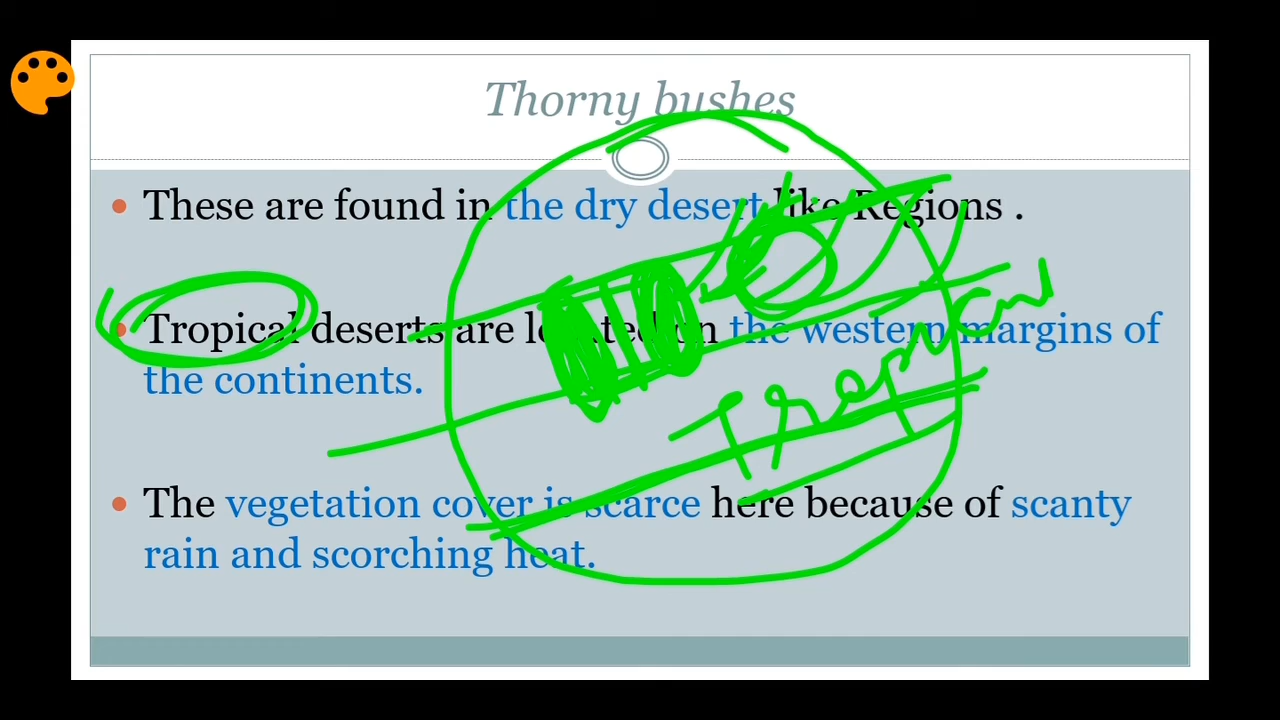 Thorny bushes
These are found in the dry desert like Regions .
Tropical deserts are located on the western margins of
the continents.
Tropical
The vegetation cover is scarce here because of scanty
rain and scorching heat.